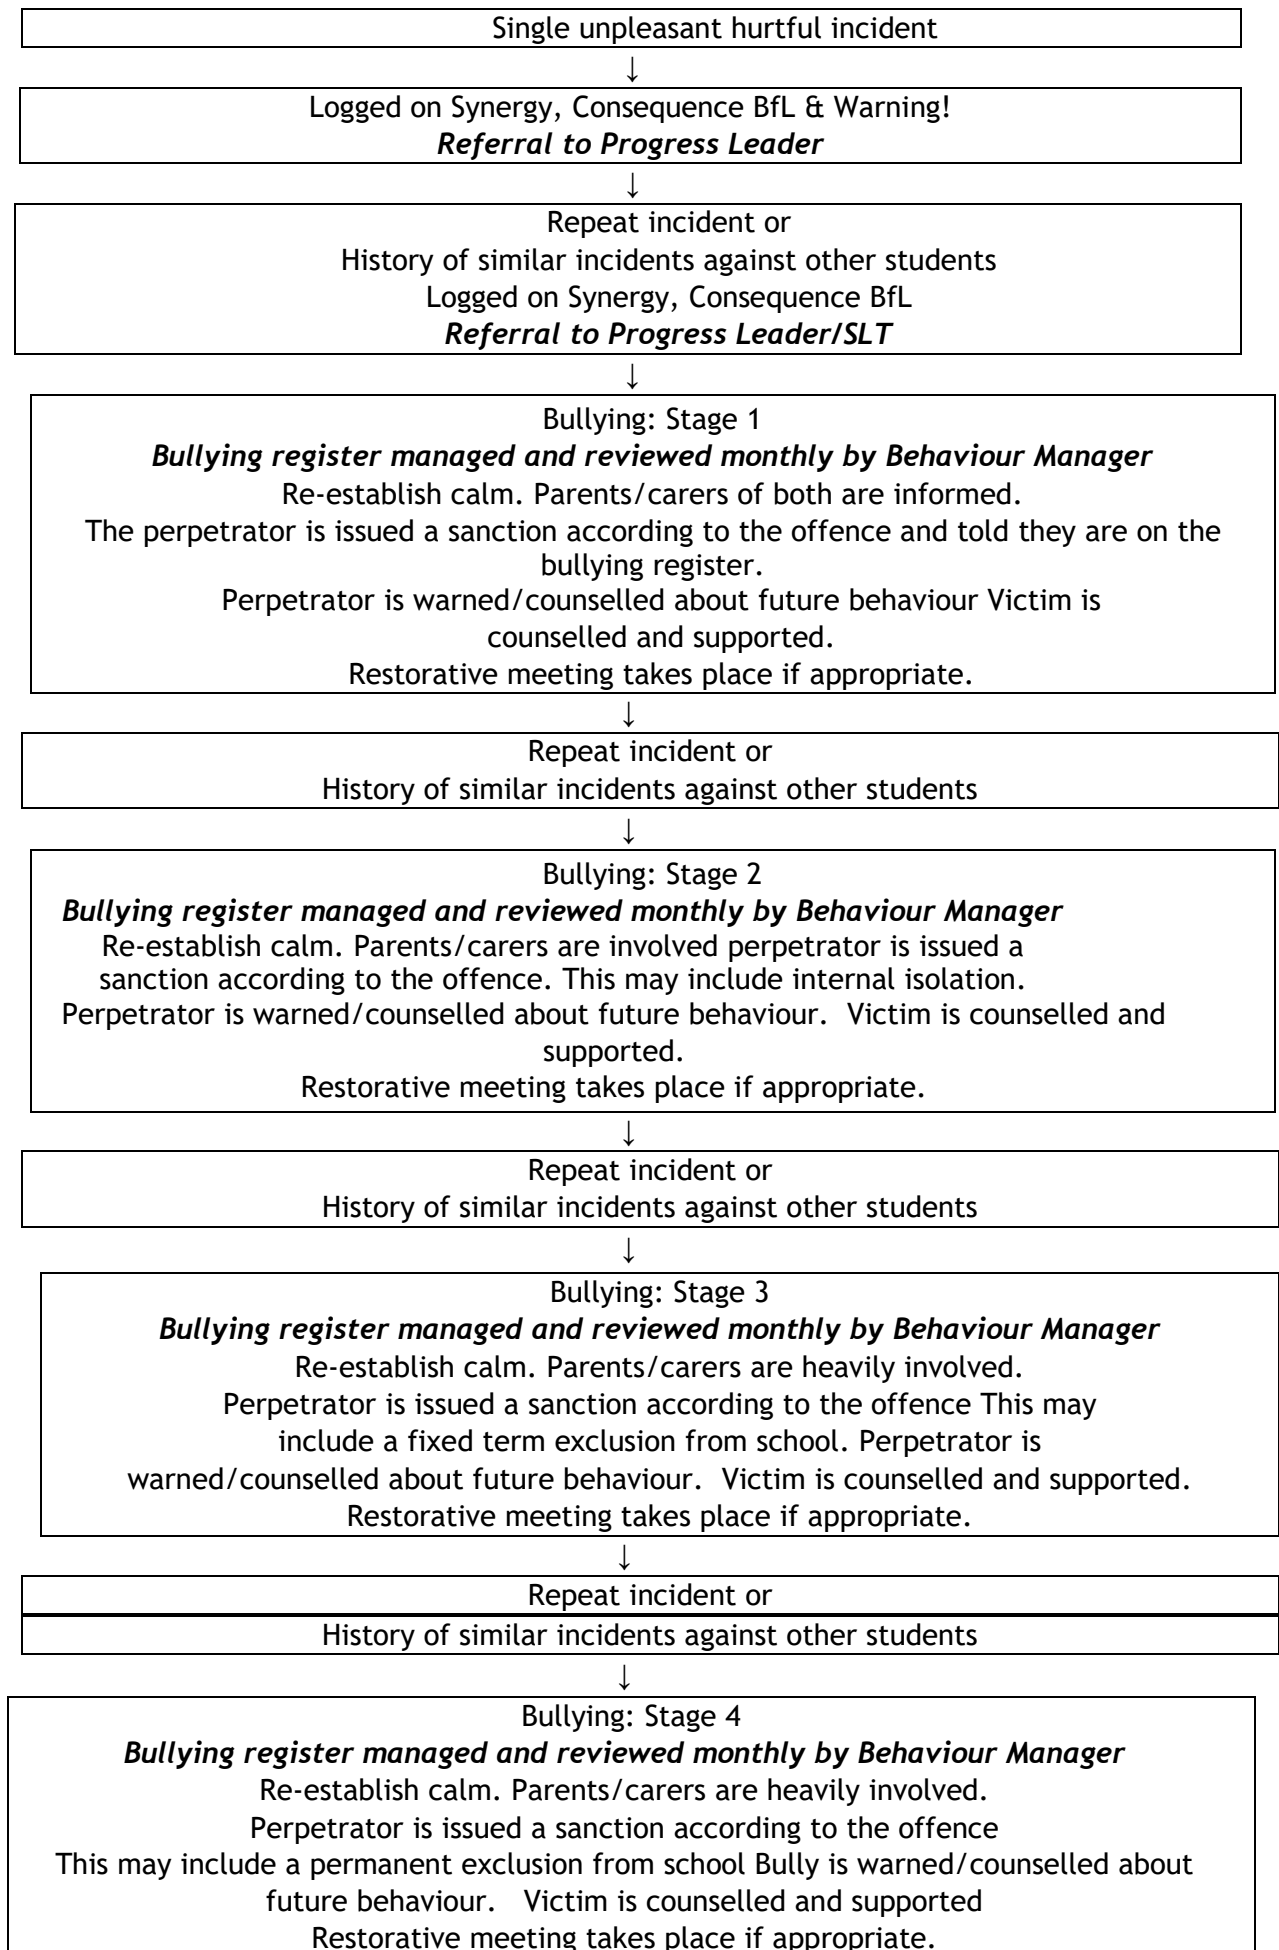 Single unpleasant hurtful incident
↓
Logged on Synergy, Consequence BfL & Warning!
Referral to Progress Leader
↓
Repeat incident or
History of similar incidents against other students
Logged on Synergy, Consequence BfL
Referral to Progress Leader/SLT
↓
Bullying: Stage 1
Bullying register managed and reviewed monthly by Behaviour Manager
Re-establish calm. Parents/carers of both are informed.
The perpetrator is issued a sanction according to the offence and told they are on the
bullying register.
Perpetrator is warned/counselled about future behaviour Victim is
counselled and supported.
Restorative meeting takes place if appropriate.
↓
Repeat incident or
History of similar incidents against other students
↓
Bullying: Stage 2
Bullying register managed and reviewed monthly by Behaviour Manager
Re-establish calm. Parents/carers are involved perpetrator is issued a
sanction according to the offence. This may include internal isolation.
Perpetrator is warned/counselled about future behaviour.  Victim is counselled and
supported.
Restorative meeting takes place if appropriate.
↓
Repeat incident or
History of similar incidents against other students
↓
Bullying: Stage 3
Bullying register managed and reviewed monthly by Behaviour Manager
Re-establish calm. Parents/carers are heavily involved.
Perpetrator is issued a sanction according to the offence This may
include a fixed term exclusion from school. Perpetrator is
warned/counselled about future behaviour.  Victim is counselled and supported.
Restorative meeting takes place if appropriate.
↓
Repeat incident or
History of similar incidents against other students
↓
Bullying: Stage 4
Bullying register managed and reviewed monthly by Behaviour Manager
Re-establish calm. Parents/carers are heavily involved.
Perpetrator is issued a sanction according to the offence
This may include a permanent exclusion from school Bully is warned/counselled about
future behaviour.   Victim is counselled and supported
Restorative meeting takes place if appropriate.